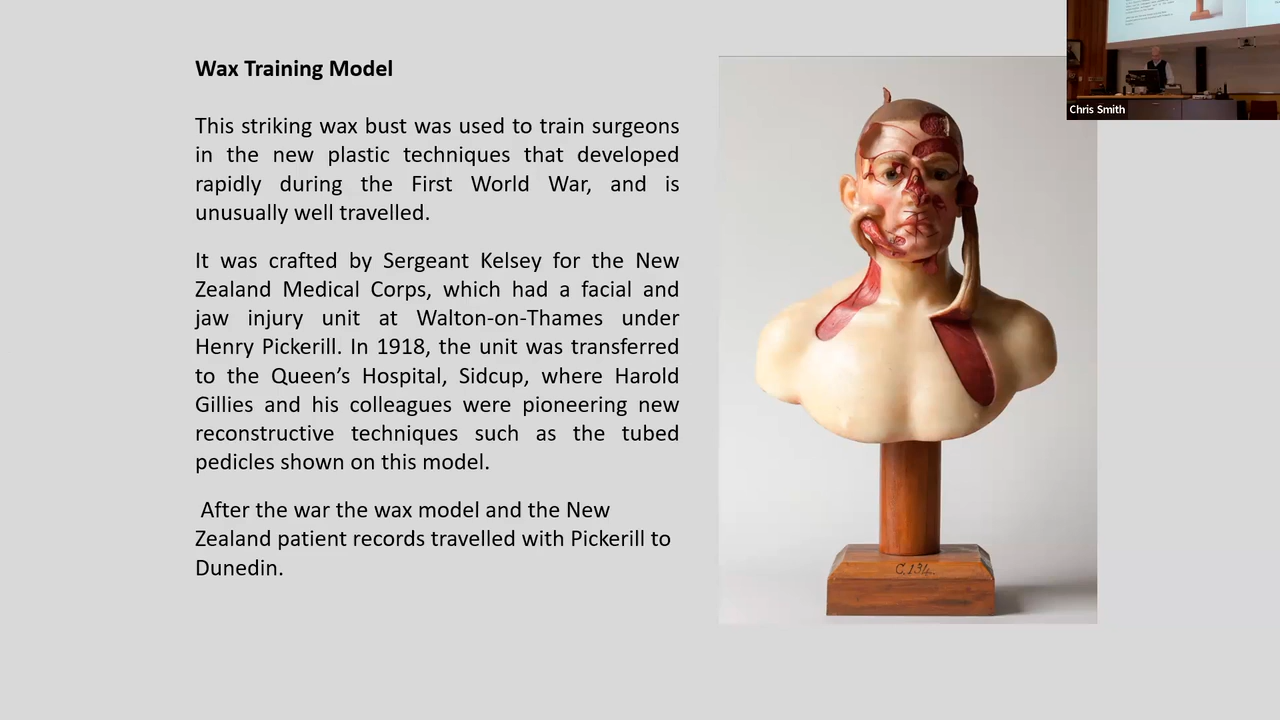 Wax Training Model
This striking wax bust was used to train surgeons
in the new plastic techniques that developed
rapidly during the First World War, and is
unusually well travelled.
It was crafted by Sergeant Kelsey for the New
Zealand Medical Corps, which had a facial and
jaw injury unit at Walton-on-Thames under
Henry Pickerill. In 1918, the unit was transferred
to the Queen’s Hospital, Sidcup, where Harold
Gillies and his colleagues were pioneering new
reconstructive techniques such as the tubed
pedicles shown on this model.
After the war the wax model and the New
Zealand patient records travelled with Pickerill to
Dunedin.
C.134
Chris Smith